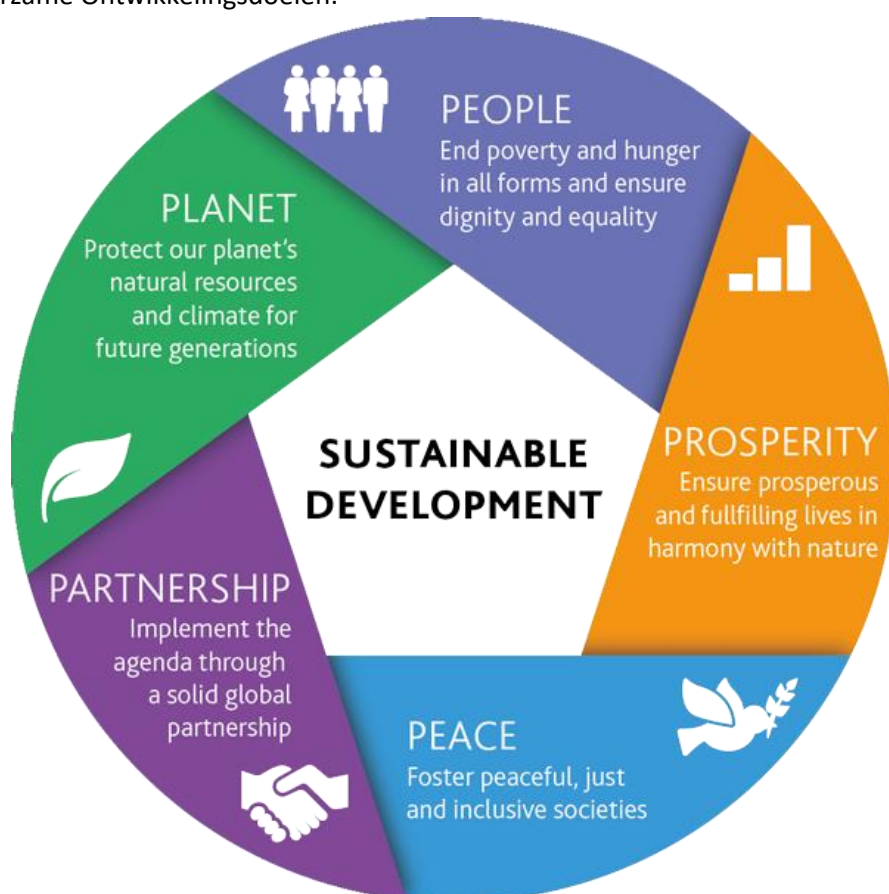 Ontwikkelingsdoelen.
PEOPLE
End poverty and hunger
in all forms and ensure
dignity and equality
PLANET
Protect our planet's
natural resources
and climate for
future generations
PROSPERITY
Ensure prosperous
and fullfilling lives in
harmony with nature
SUSTAINABLE
DEVELOPMENT
PARTNERSHIP
Implement the
agenda through
a solid global
partnership
PEACE
Foster peaceful, just
and inclusive societies